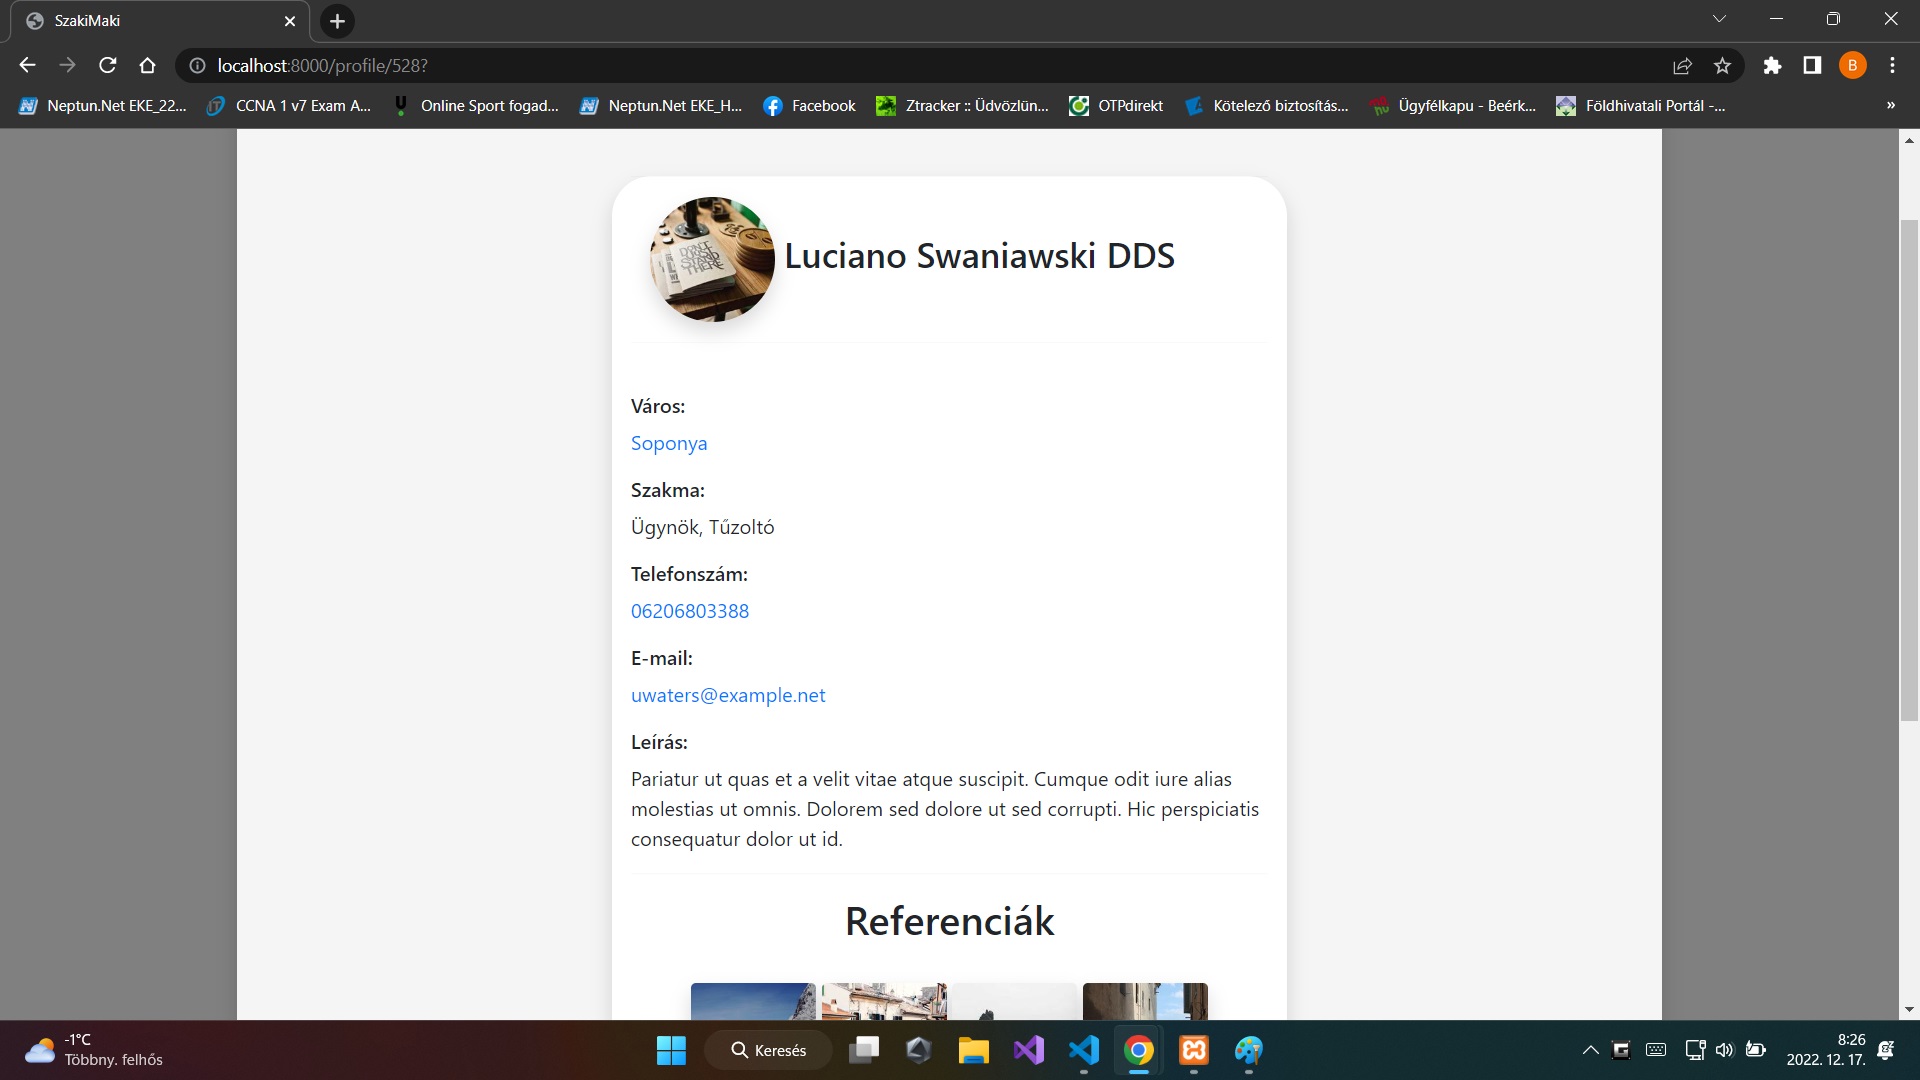 SzakiMaki
localhost:8000/profile/528?
B
Neptun.Net EKE_22...
CCNA 1 v7 Exam A...
Online Sport fogad...
Neptun.Net EKE_H...
Facebook
Ztracker :: Üdvözlün...
OTPdirekt
Kötelező biztosítás...
Ügyfélkapu - Beérk...
Földhivatali Portál -...
»
DON'T
JUST
STAND
THERE
Luciano Swaniawski DDS
Város:
Soponya
Szakma:
Ügynök, Tűzoltó
Telefonszám:
06206803388
E-mail:
uwaters@example.net
Leírás:
Pariatur ut quas et a velit vitae atque suscipit. Cumque odit iure alias
molestias ut omnis. Dolorem sed dolore ut sed corrupti. Hic perspiciatis
consequatur dolor ut id.
Referenciák
-1°C
Többny. felhős
Keresés
8:26
2022. 12. 17.